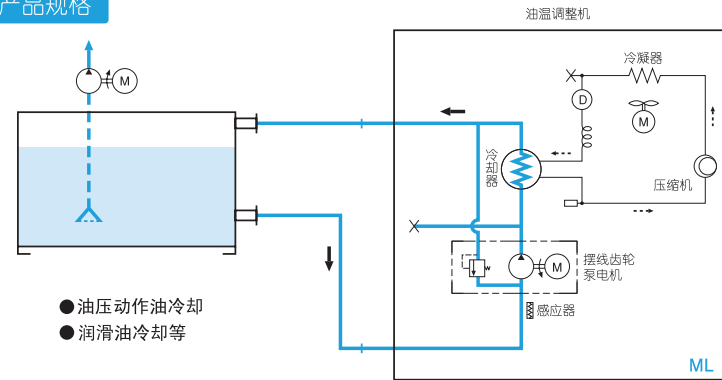 产品规格
油温调整机
冷凝器
M
D
M
冷却器
压缩机
摆线齿轮
泵电机
M
感应器
●油压动作油冷却
●润滑油冷却等
ML